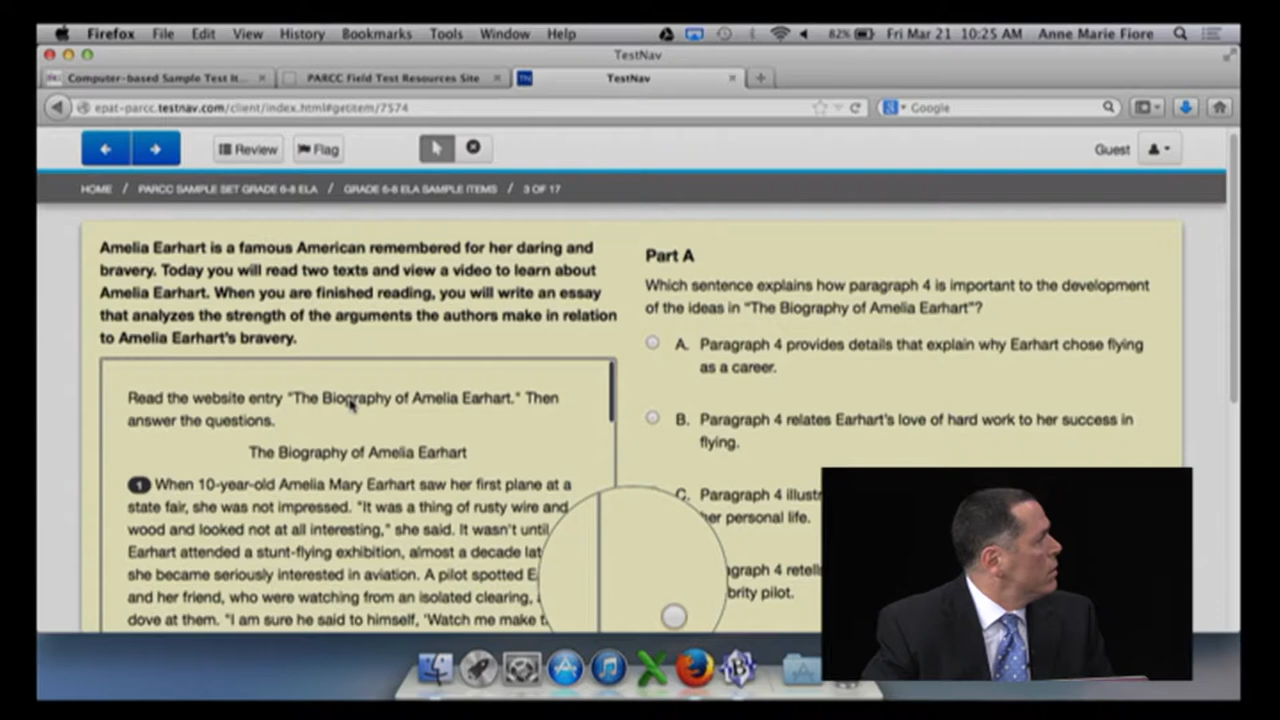 Firefox File Edit View History Bookmarks Tools Window Help 82% Fri Mar 21 10:25 AM Anne Marie Fiore
TestNav
Computer-based Sample Test It... PARCC Field Test Resources Site TN TestNav
epat-parcc.testnav.com/client/index.html#getitem/7574 Google
Review Flag Guest
HOME / PARCC SAMPLE SET GRADE 6-8 ELA / GRADE 6-8 ELA SAMPLE ITEMS / 3 OF 17
Amelia Earhart is a famous American remembered for her daring and
bravery. Today you will read two texts and view a video to learn about
Amelia Earhart. When you are finished reading, you will write an essay
that analyzes the strength of the arguments the authors make in relation
to Amelia Earhart's bravery.
Read the website entry "The Biography of Amelia Earhart." Then
answer the questions.
The Biography of Amelia Earhart
1 When 10-year-old Amelia Mary Earhart saw her first plane at a
state fair, she was not impressed. "It was a thing of rusty wire and
wood and looked not at all interesting," she said. It wasn't until
Earhart attended a stunt-flying exhibition, almost a decade lat
she became seriously interested in aviation. A pilot spotted E
and her friend, who were watching from an isolated clearing,
dove at them. "I am sure he said to himself, 'Watch me make t
Part A
Which sentence explains how paragraph 4 is important to the development
of the ideas in "The Biography of Amelia Earhart"?
A. Paragraph 4 provides details that explain why Earhart chose flying
as a career.
B. Paragraph 4 relates Earhart's love of hard work to her success in
flying.
C. Paragraph 4 illustr
her personal life.
agraph 4 retells
brity pilot.